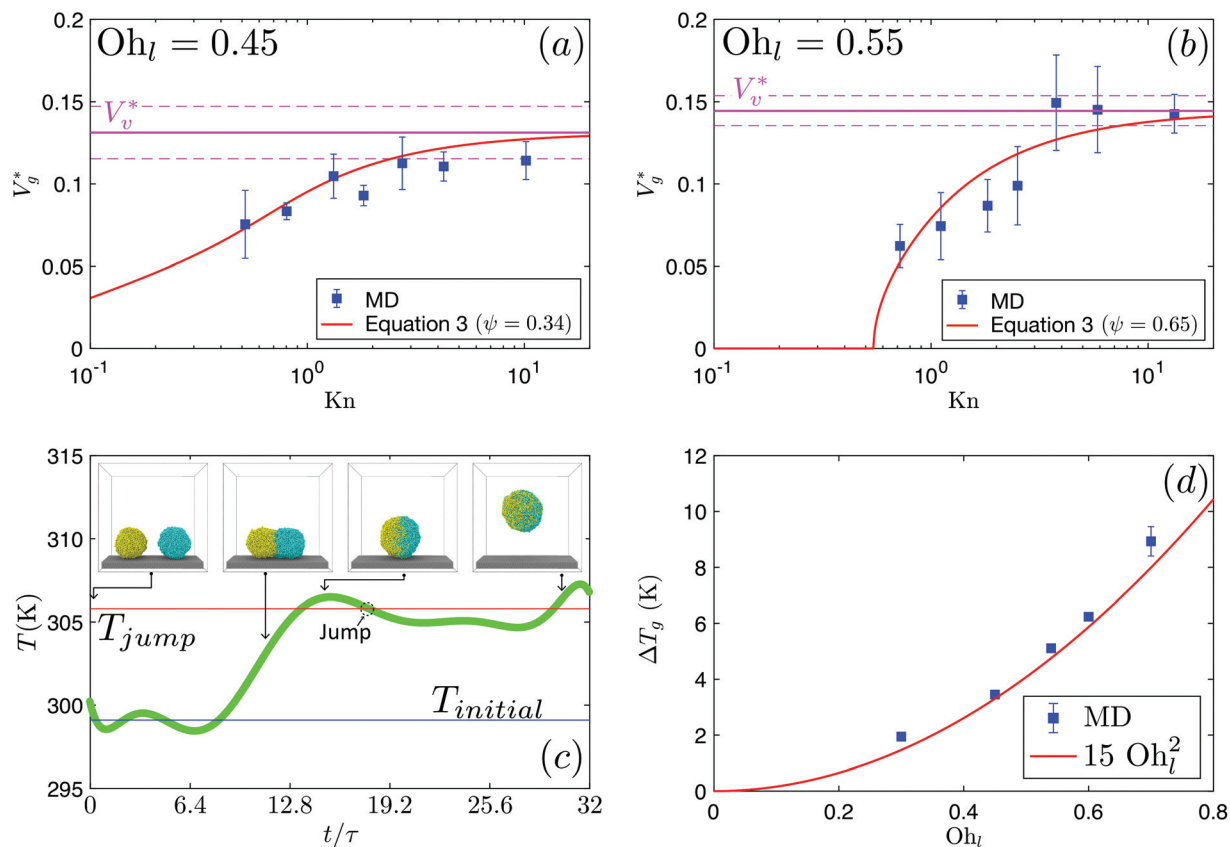 Oh_l = 0.45
(a)
0.2
0.15
0.1
0.05
0
V_v^*
V_g^*
MD
Equation 3 (ψ = 0.34)
10^-1
10^0
10^1
Kn
Oh_l = 0.55
(b)
0.2
0.15
0.1
0.05
0
V_v^*
V_g^*
MD
Equation 3 (ψ = 0.65)
10^-1
10^0
10^1
Kn
315
310
305
300
295
T(K)
T_jump
Jump
T_initial
(c)
0
6.4
12.8
19.2
25.6
32
t/τ
12
10
8
6
4
2
0
ΔT_g (K)
(d)
MD
15 Oh_l^2
0
0.2
0.4
0.6
0.8
Oh_l